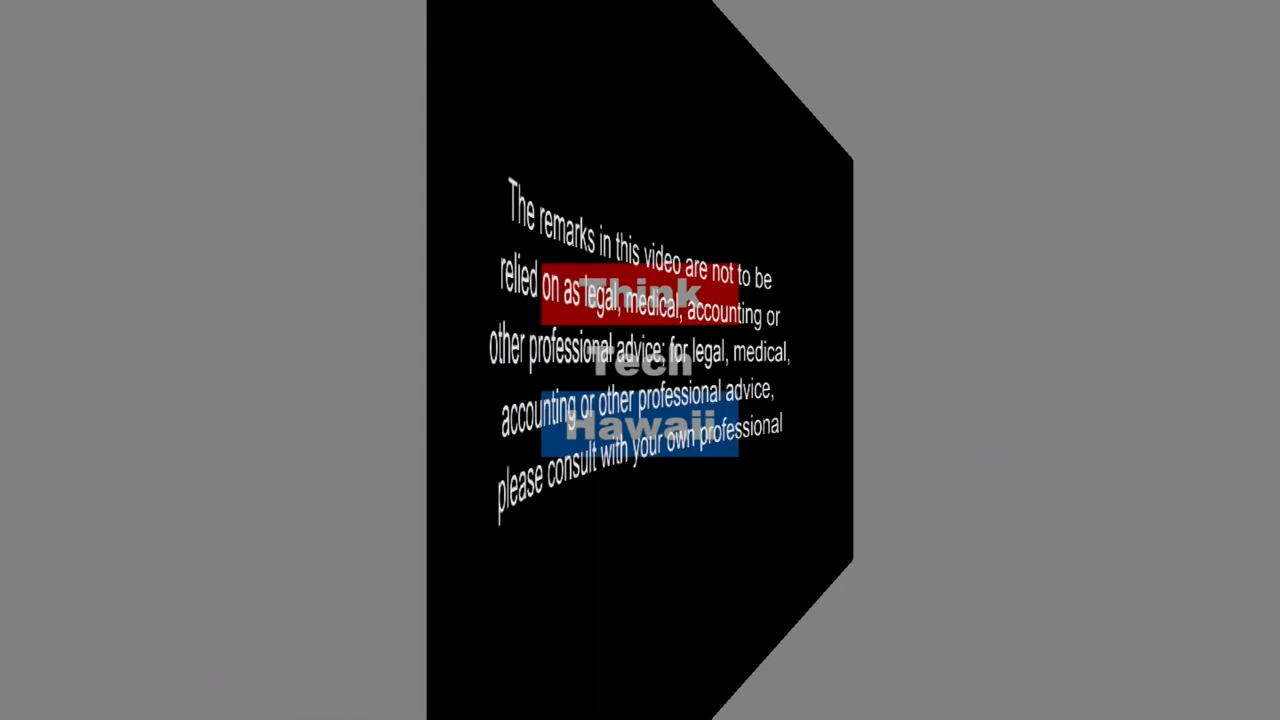 The remarks in this video are not to be
relied on as legal, medical, accounting or
other professional advice; for legal, medical,
accounting or other professional advice,
please consult with your own professional
Think
Tech
Hawaii